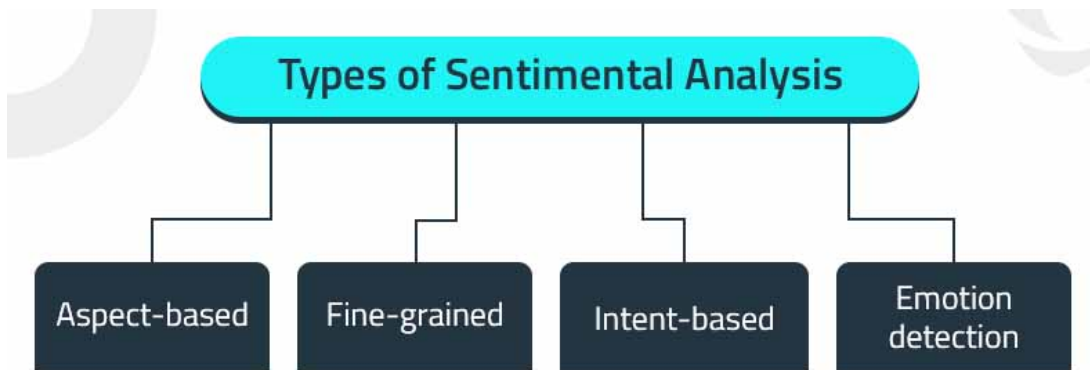 Types of Sentimental Analysis
Aspect-based
Fine-grained
Intent-based
Emotion
detection